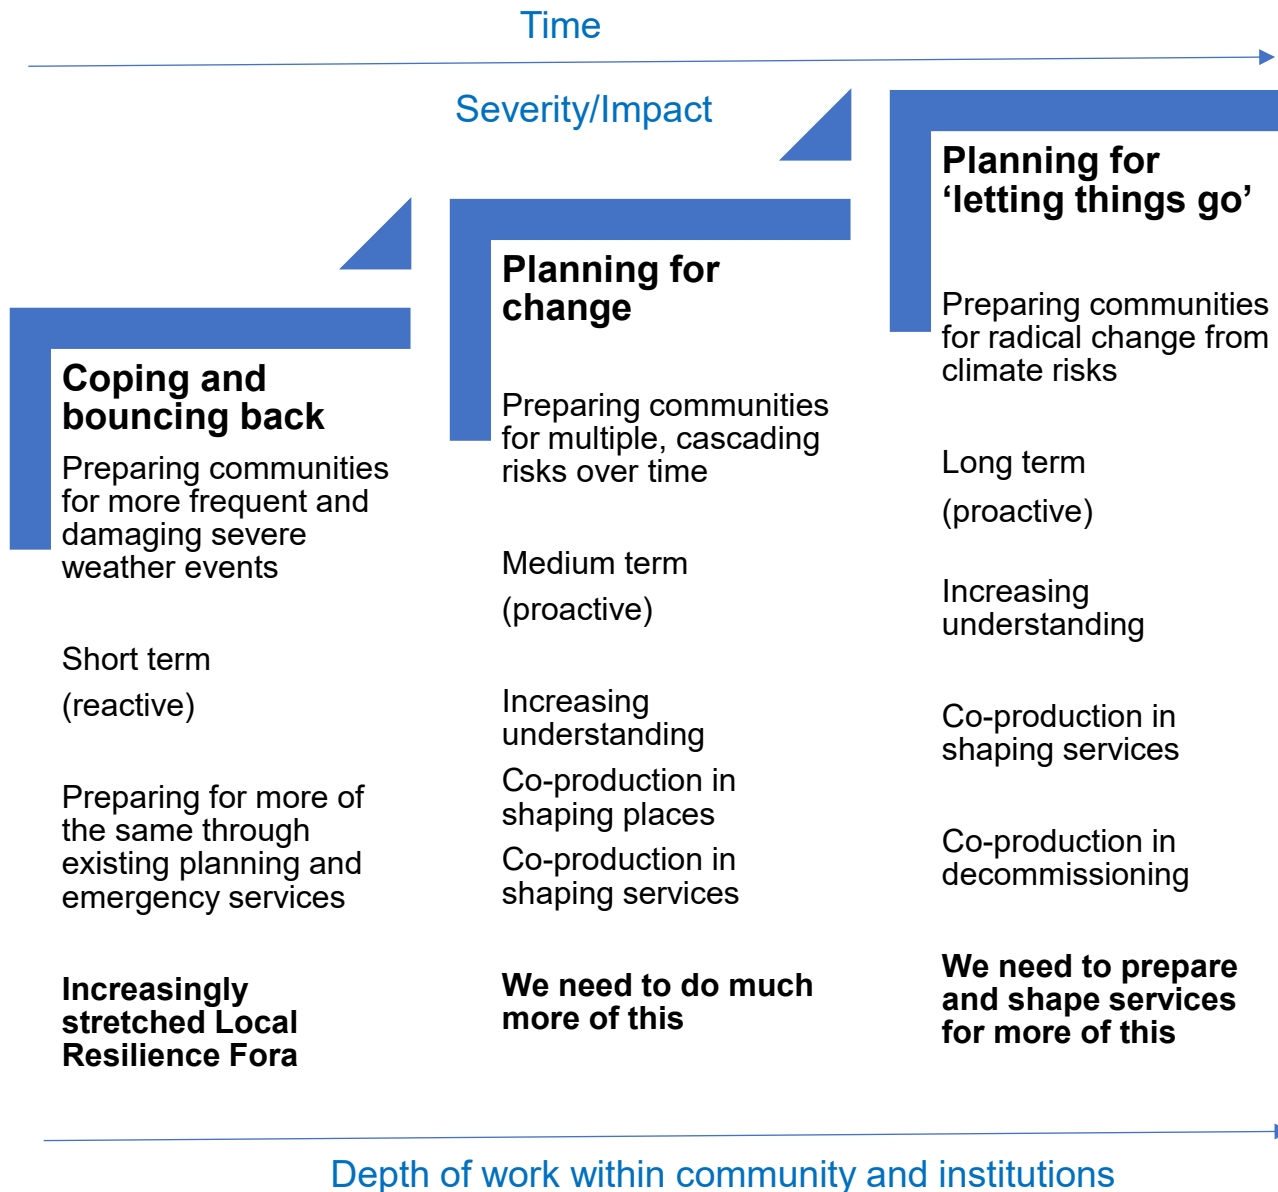 Time
Severity/Impact
Coping and
bouncing back
Preparing communities
for more frequent and
damaging severe
weather events
Short term
(reactive)
Preparing for more of
the same through
existing planning and
emergency services
Increasingly
stretched Local
Resilience Fora
Planning for
change
Preparing communities
for multiple, cascading
risks over time
Medium term
(proactive)
Increasing
understanding
Co-production in
shaping places
Co-production in
shaping services
We need to do much
more of this
Planning for
‘letting things go’
Preparing communities
for radical change from
climate risks
Long term
(proactive)
Increasing
understanding
Co-production in
shaping services
Co-production in
decommissioning
We need to prepare
and shape services
for more of this
Depth of work within community and institutions